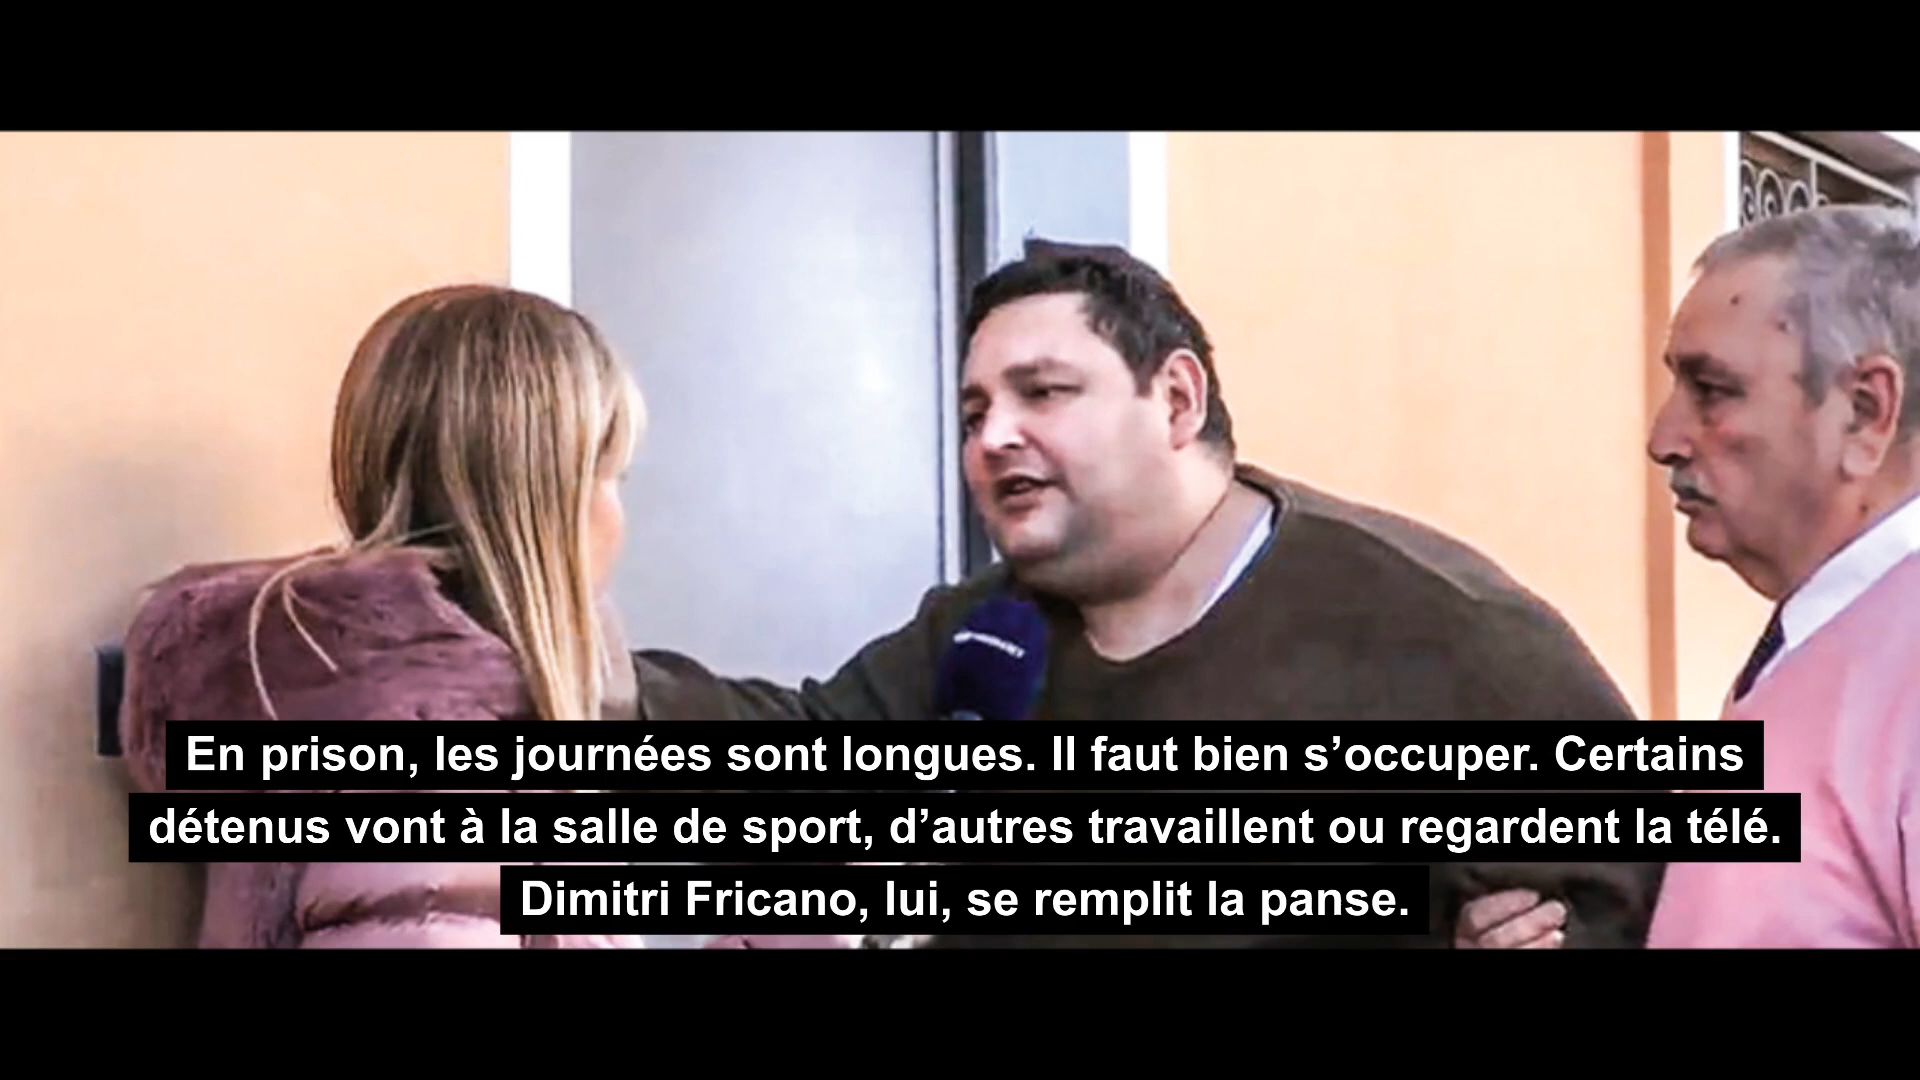 En prison, les journées sont longues. Il faut bien s’occuper. Certains
détenus vont à la salle de sport, d’autres travaillent ou regardent la télé.
Dimitri Fricano, lui, se remplit la panse.